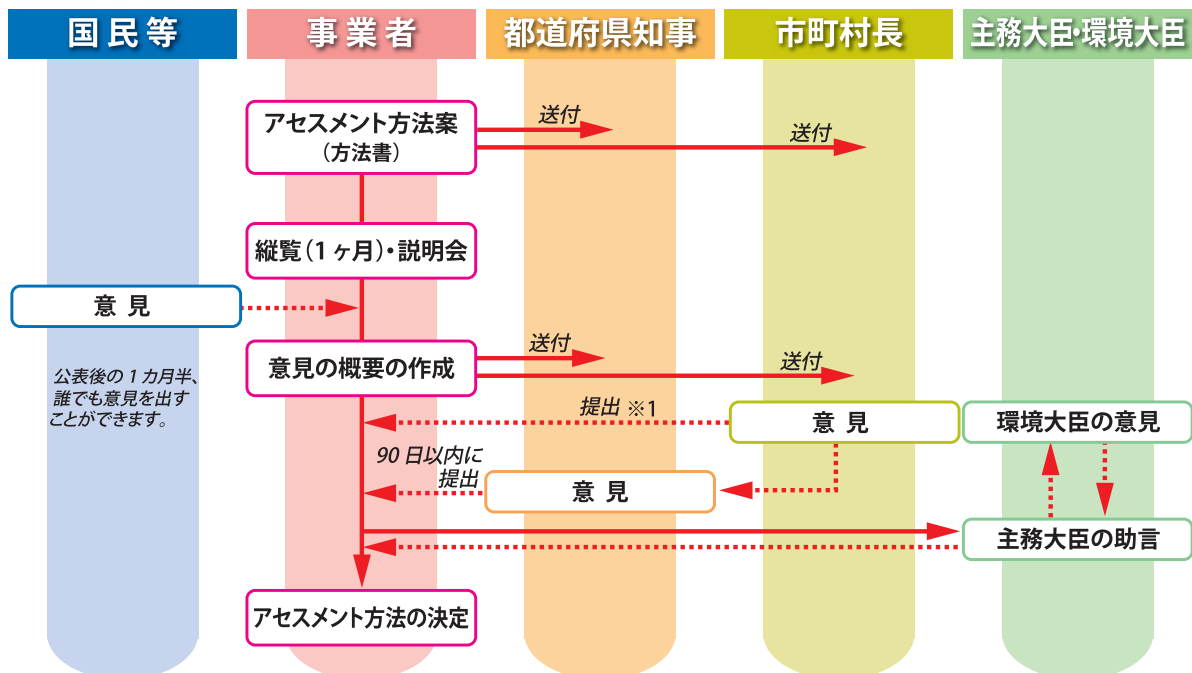 国民等
事業者
都道府県知事
市町村長
主務大臣・環境大臣
アセスメント方法案
（方法書）
送付
送付
縦覧（1ヶ月）・説明会
意見
公表後の1カ月半、
誰でも意見を出す
ことができます。
意見の概要の作成
送付
送付
提出 ※1
意見
環境大臣の意見
90日以内に
提出
意見
主務大臣の助言
アセスメント方法の決定